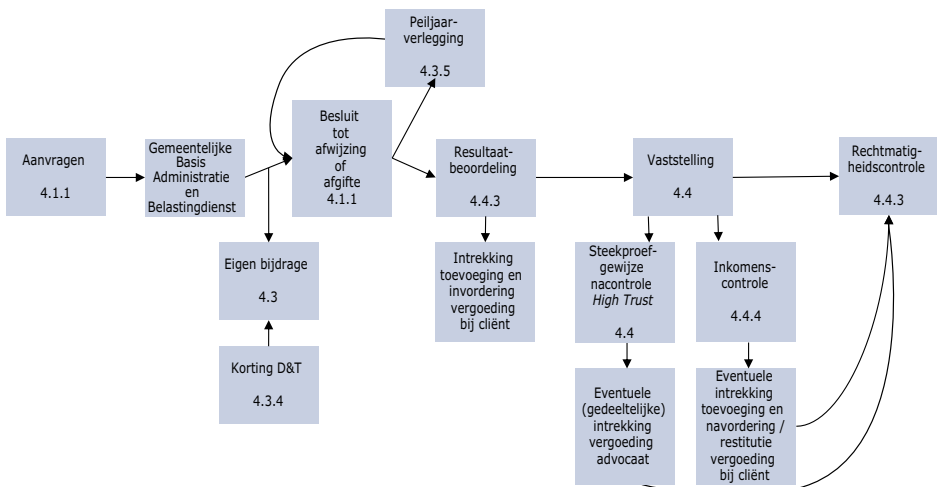 Peiljaar-
verlegging
4.3.5
Besluit
tot
afwijzing
of
afgifte
4.1.1
Aanvragen
4.1.1
Gemeentelijke
Basis
Administratie
en
Belastingdienst
Resultaat-
beoordeling
4.4.3
Vaststelling
4.4
Rechtmatig-
heidscontrole
4.4.3
Eigen bijdrage
4.3
Intrekking
toevoeging en
invordering
vergoeding
bij cliënt
Steekproef-
gewijze
nacontrole
High Trust
4.4
Inkomens-
controle
4.4.4
Korting D&T
4.3.4
Eventuele
(gedeeltelijke)
intrekking
vergoeding
advocaat
Eventuele
intrekking
toevoeging en
navordering /
restitutie
vergoeding
bij cliënt